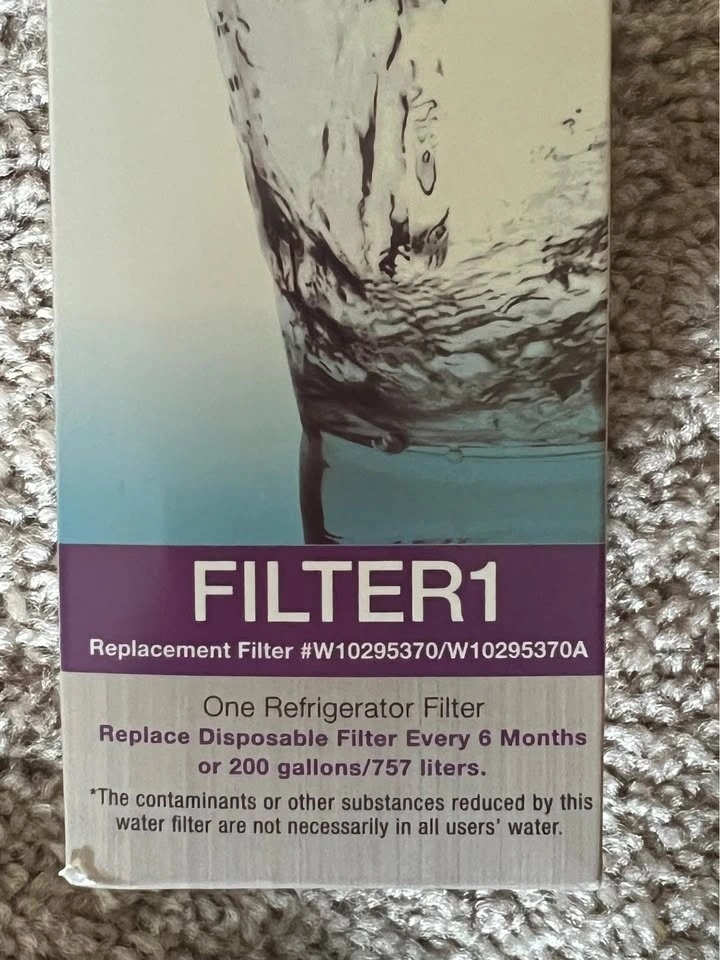 FILTER1
Replacement Filter #W10295370/W10295370A
One Refrigerator Filter
Replace Disposable Filter Every 6 Months
or 200 gallons/757 liters.
*The contaminants or other substances reduced by this
water filter are not necessarily in all users' water.